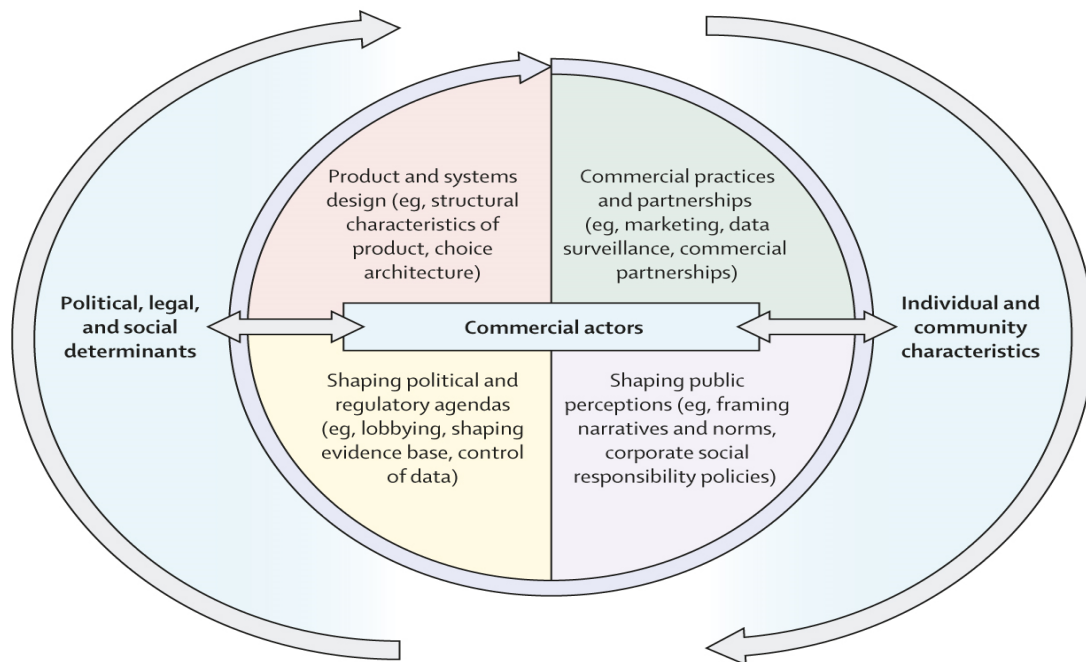 Product and systems
design (eg, structural
characteristics of
product, choice
architecture)
Commercial practices
and partnerships
(eg, marketing, data
surveillance, commercial
partnerships)
Political, legal,
and social
determinants
Commercial actors
Individual and
community
characteristics
Shaping political and
regulatory agendas
(eg, lobbying, shaping
evidence base, control
of data)
Shaping public
perceptions (eg, framing
narratives and norms,
corporate social
responsibility policies)